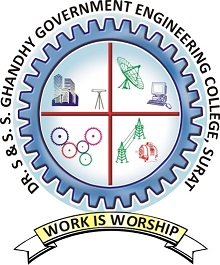 DR. S & S. S. GHANDHY GOVERNMENT ENGINEERING COLLEGE, SURAT
WORK IS WORSHIP